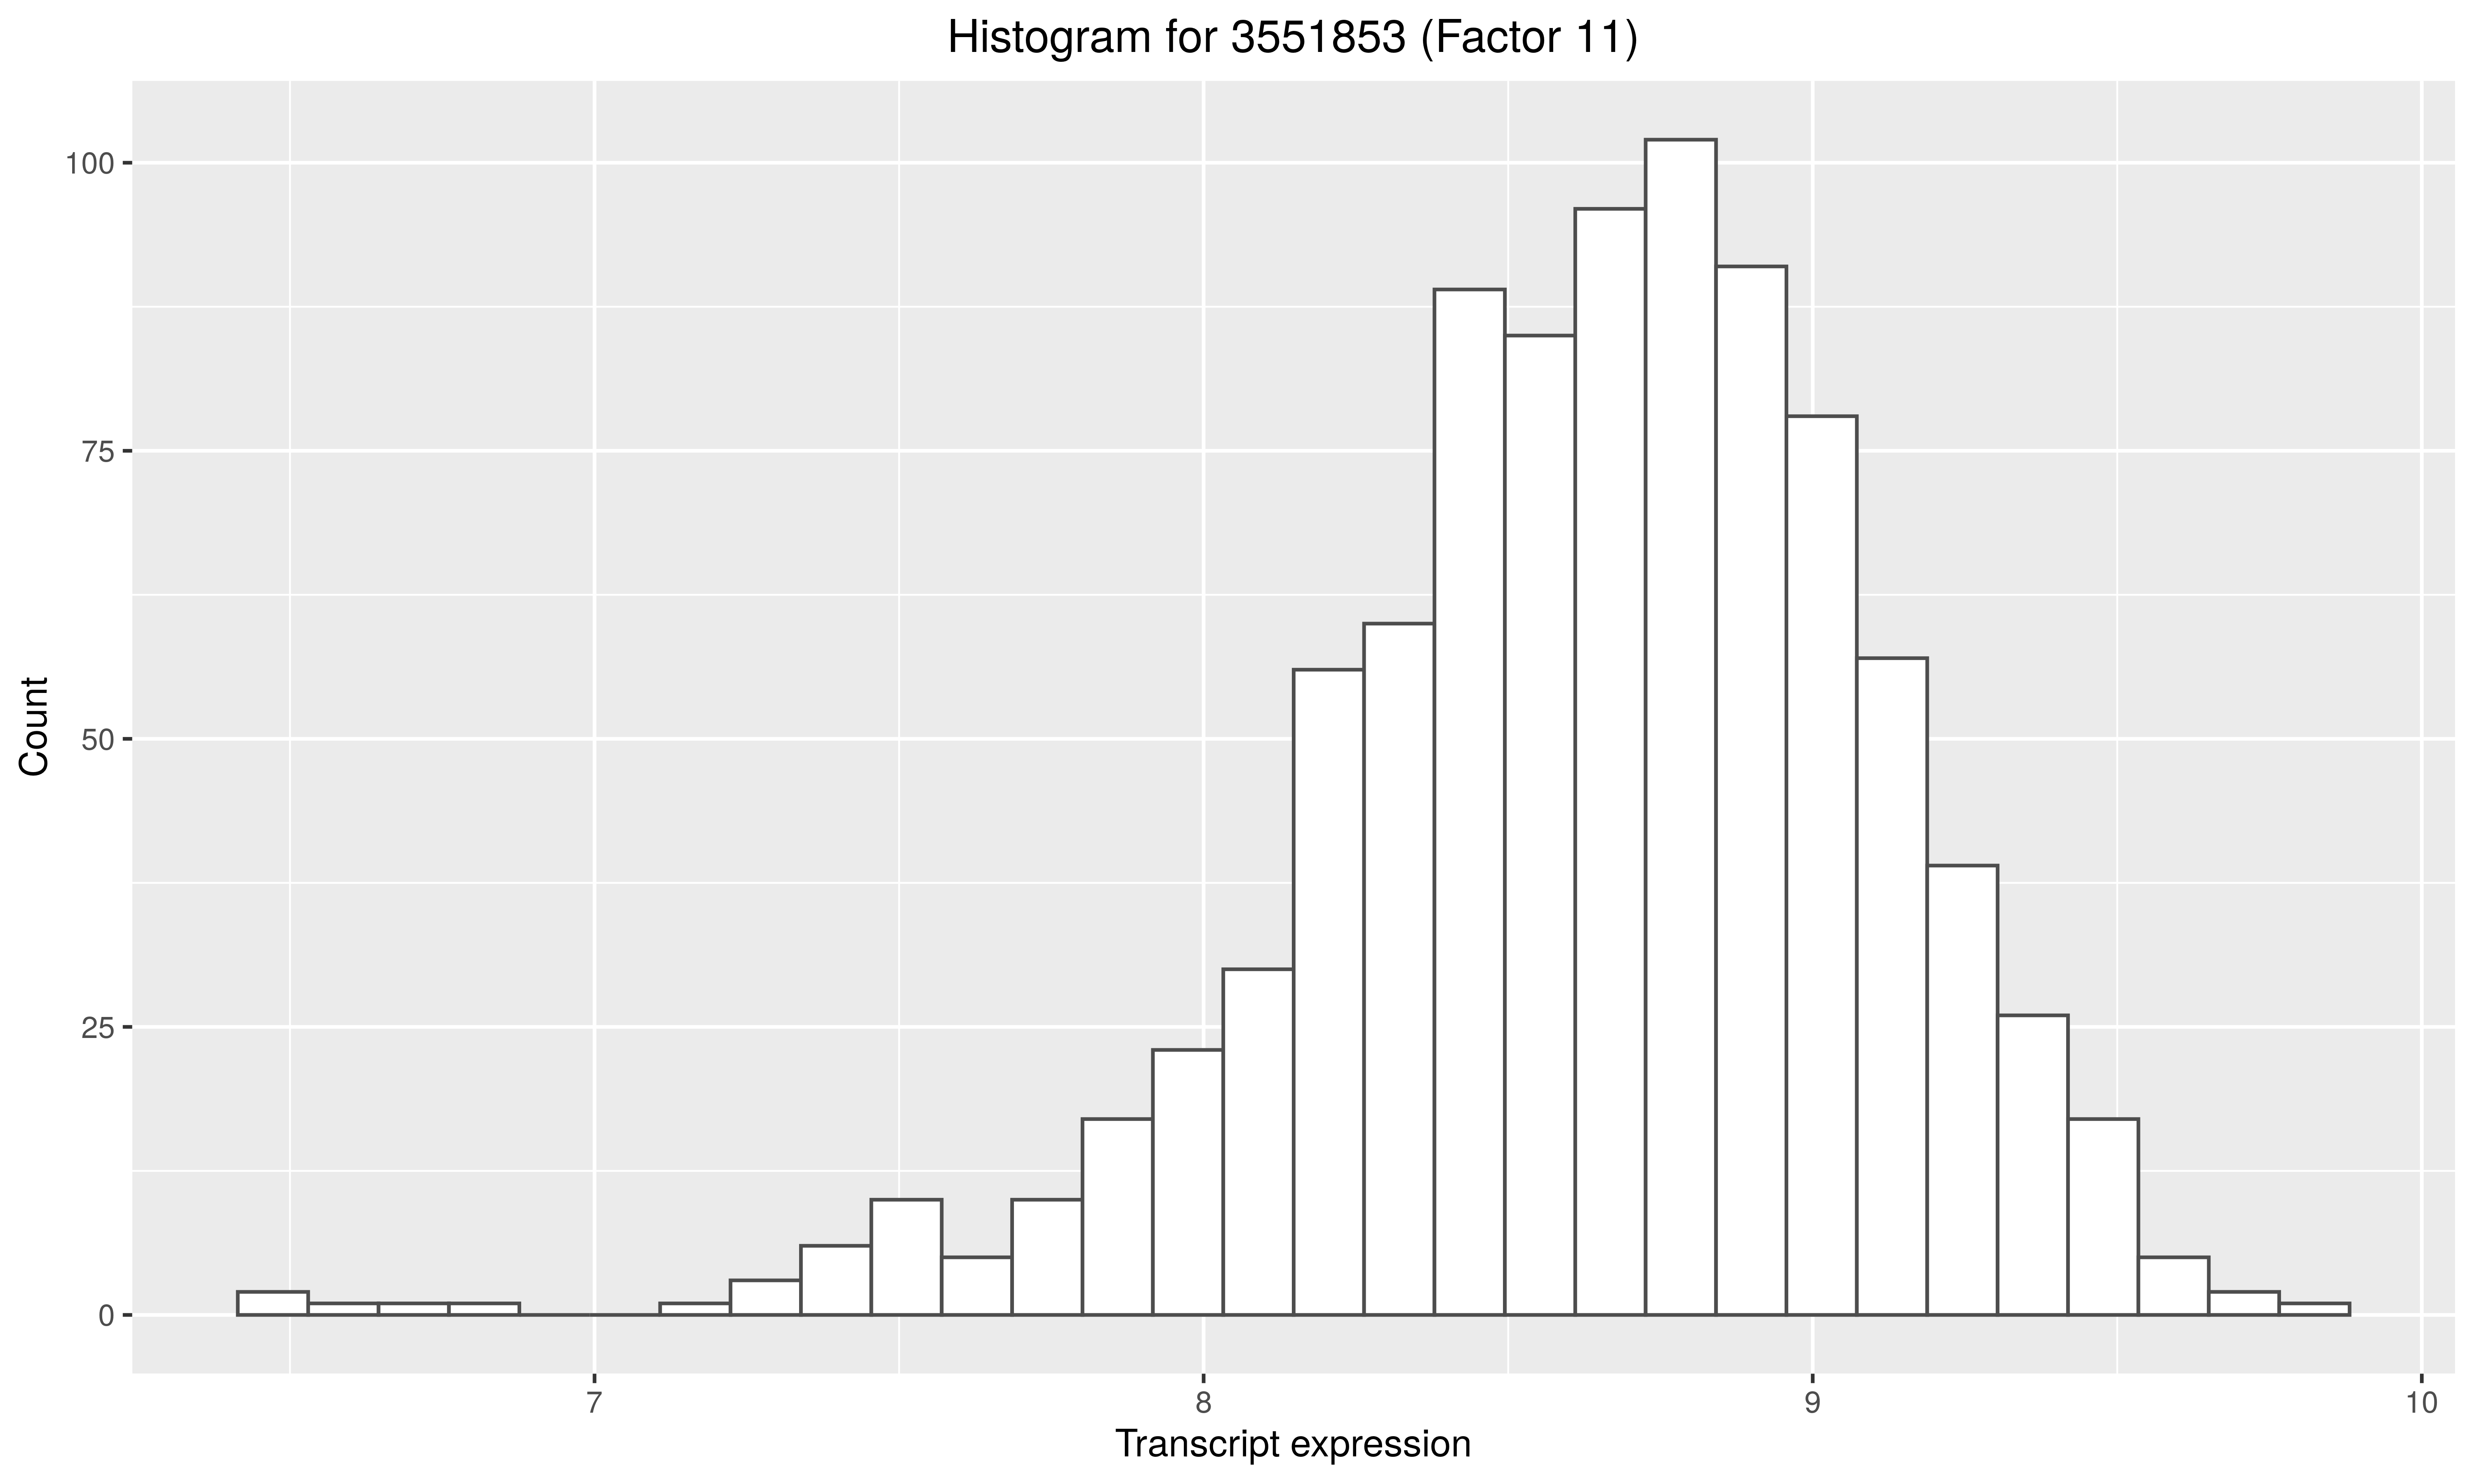 Histogram for 3551853 (Factor 11)
100
75
50
25
0
Count
7 8 9 10
Transcript expression